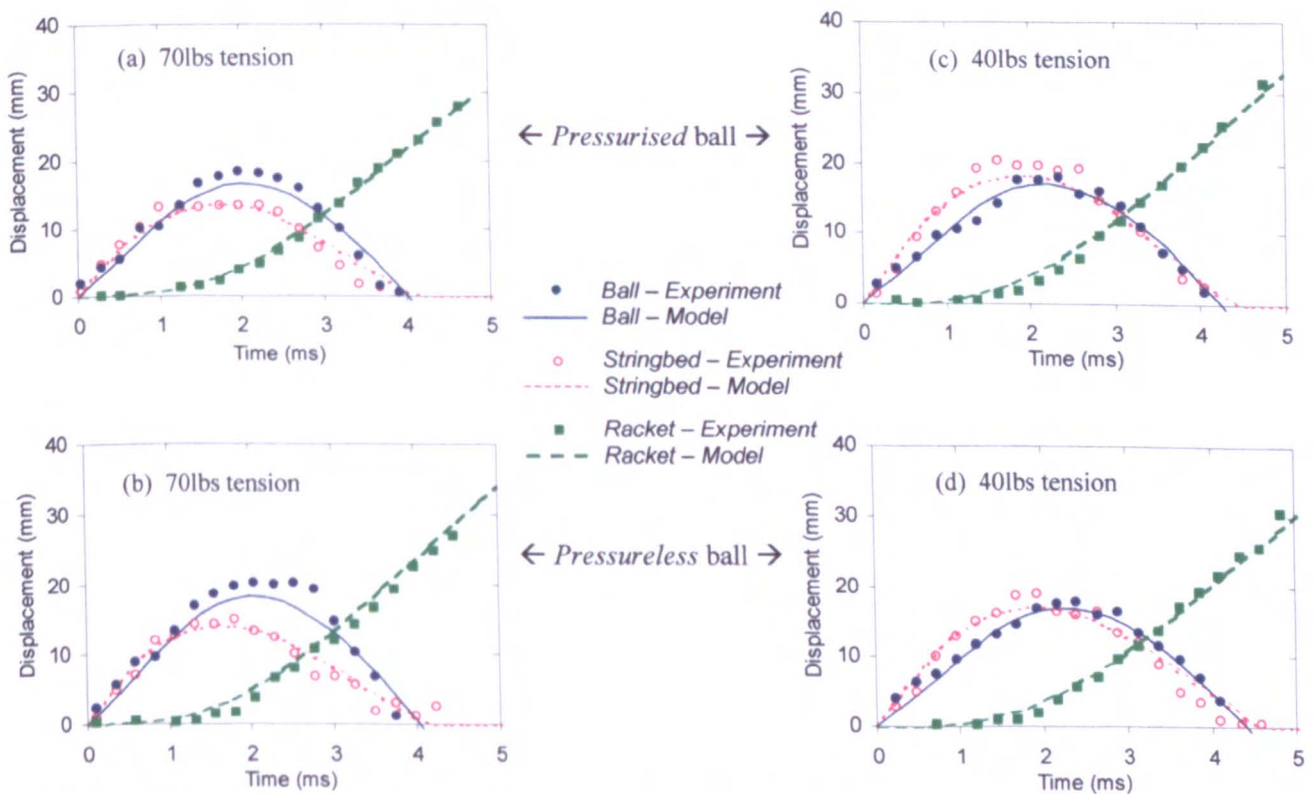 40
30
20
10
0
Displacement (mm)
(a) 70lbs tension
0 1 2 3 4 5
Time (ms)
← Pressurised ball →
40
30
20
10
0
Displacement (mm)
(c) 40lbs tension
0 1 2 3 4 5
Time (ms)
Ball – Experiment
Ball – Model
Stringbed – Experiment
Stringbed – Model
Racket – Experiment
Racket – Model
40
30
20
10
0
Displacement (mm)
(b) 70lbs tension
0 1 2 3 4 5
Time (ms)
← Pressureless ball →
40
30
20
10
0
Displacement (mm)
(d) 40lbs tension
0 1 2 3 4 5
Time (ms)